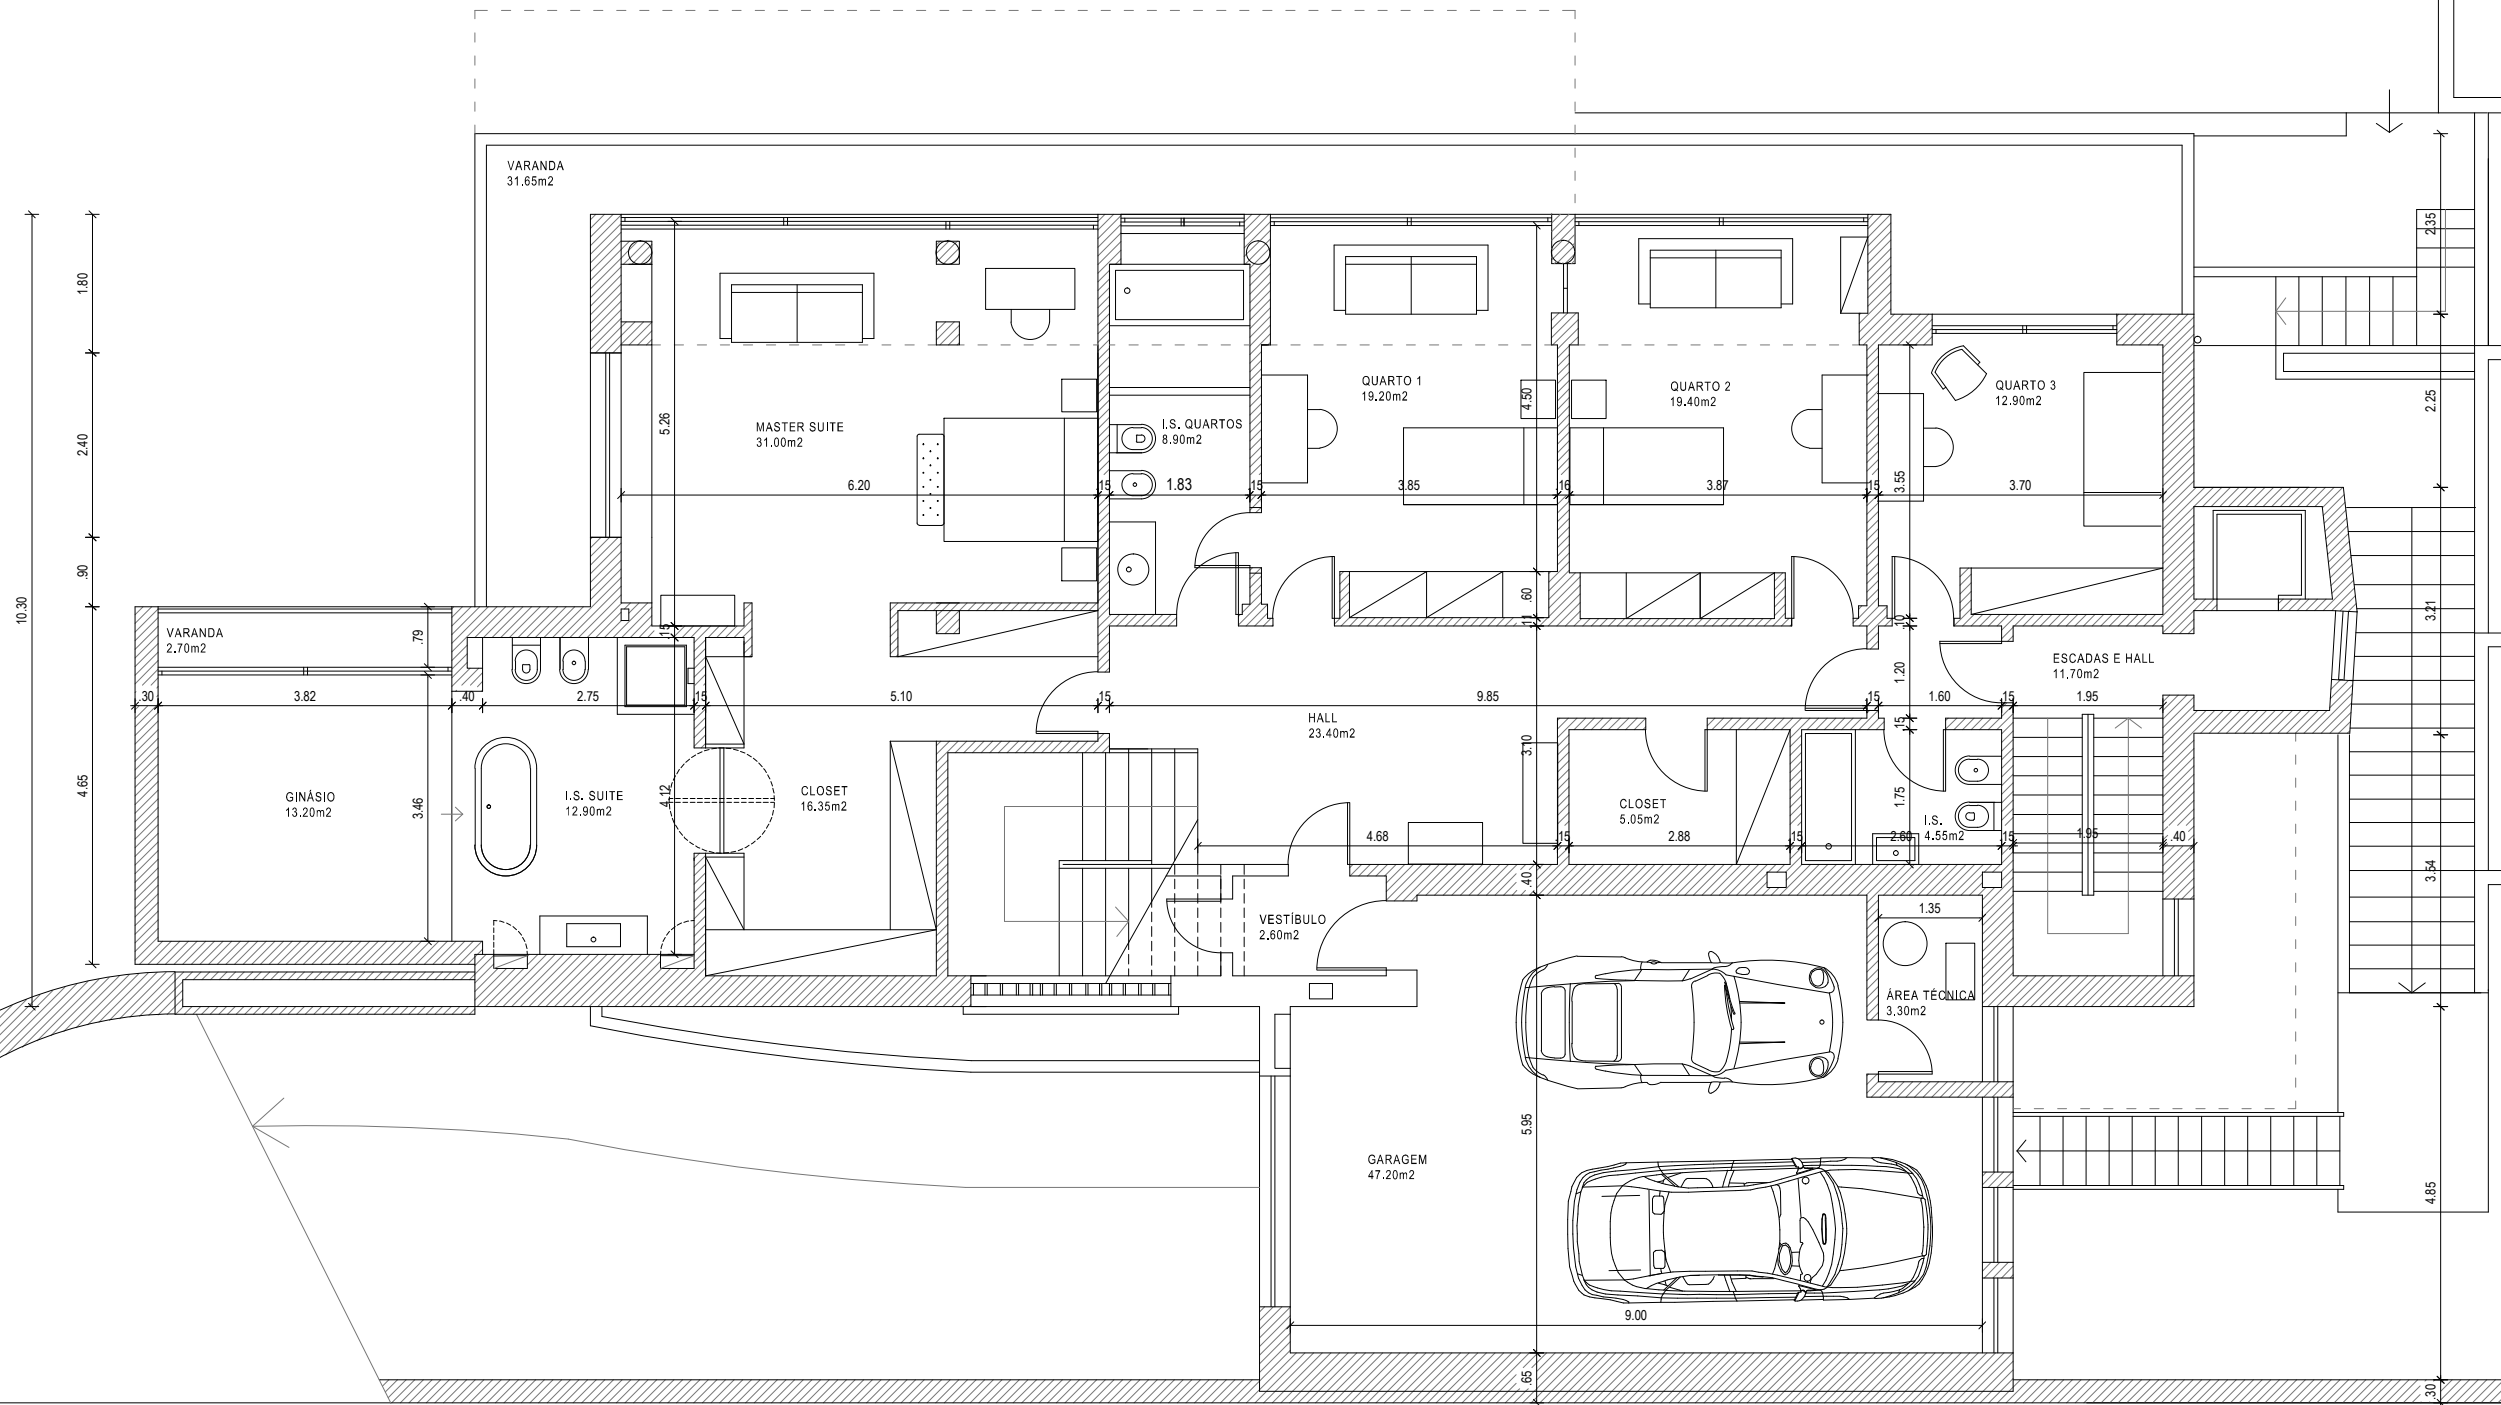 VARANDA
31.65m2
2.35
1.80
10.30
2.40
.90
4.65
5.26
MASTER SUITE
31.00m2
6.20
.15
I.S. QUARTOS
8.90m2
1.83
.15
QUARTO 1
19.20m2
3.85
4.50
.16
QUARTO 2
19.40m2
3.87
.15
3.55
QUARTO 3
12.90m2
3.70
2.25
.60
.11
.10
3.21
VARANDA
2.70m2
.79
.15
ESCADAS E HALL
11.70m2
1.20
.30
3.82
.40
2.75
.15
5.10
.15
9.85
.15
1.60
.15
1.95
HALL
23.40m2
3.10
.15
GINÁSIO
13.20m2
3.46
I.S. SUITE
12.90m2
4.12
CLOSET
16.35m2
CLOSET
5.05m2
1.75
I.S.
4.55m2
4.68
.15
2.88
.15
2.60
.15
1.95
.40
3.54
.40
VESTÍBULO
2.60m2
1.35
ÁREA TÉCNICA
3.30m2
5.95
GARAGEM
47.20m2
4.85
9.00
.65
.30